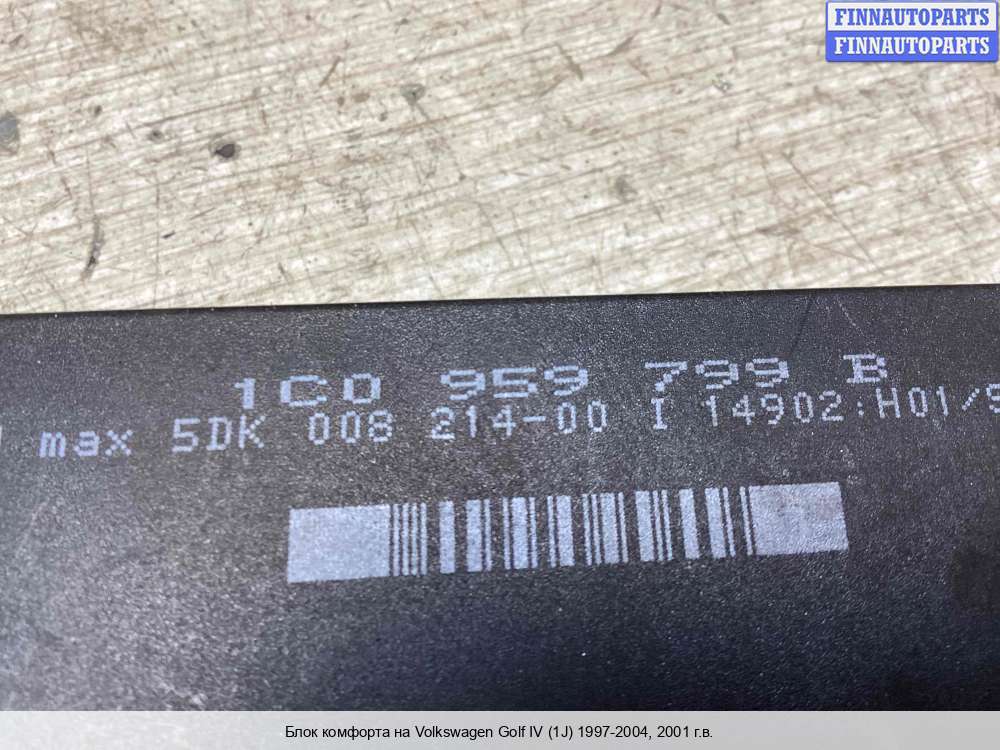 FINNAUTOPARTS
FINNAUTOPARTS
1C0 959 799 B
max 5DK 008 214-00 I 14902:H01/
Блок комфорта на Volkswagen Golf IV (1J) 1997-2004, 2001 г.в.